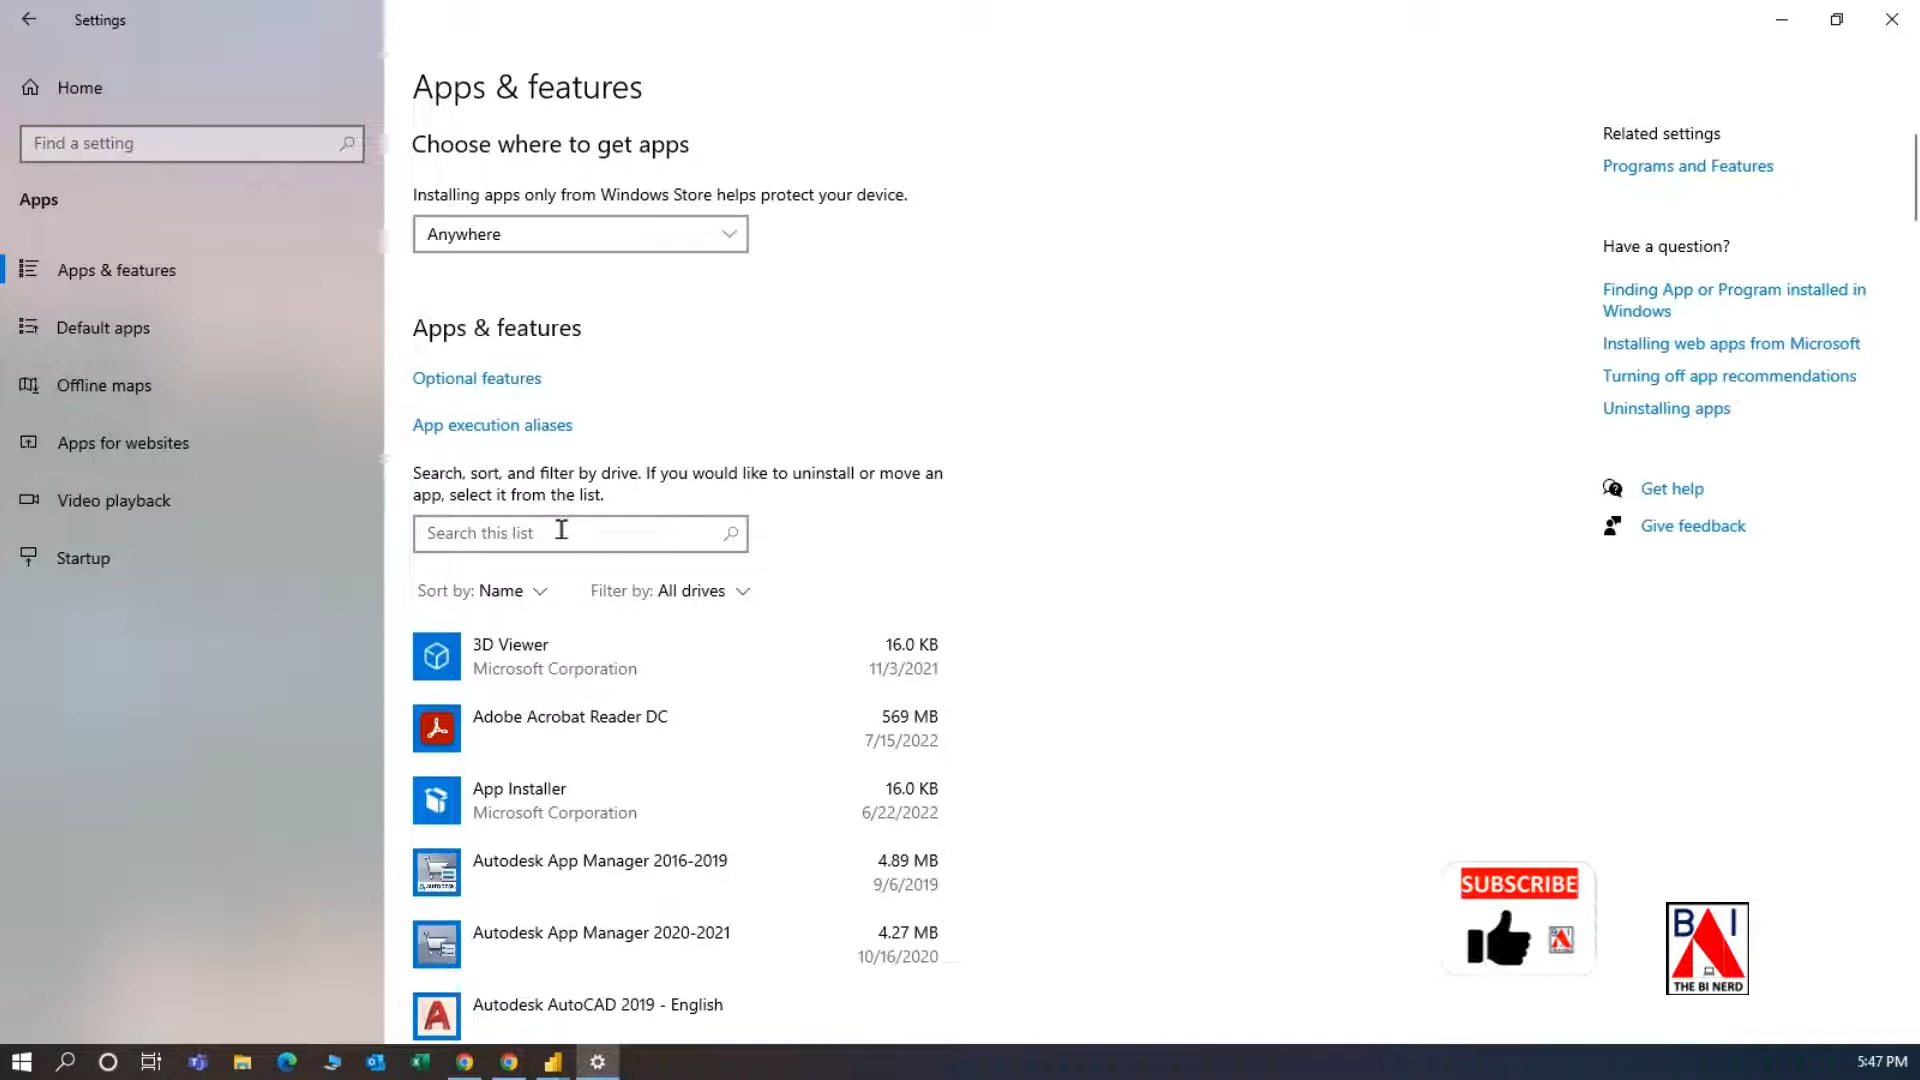 Settings
Home
Find a setting
Apps
Apps & features
Default apps
Offline maps
Apps for websites
Video playback
Startup
Apps & features
Choose where to get apps
Installing apps only from Windows Store helps protect your device.
Anywhere
Apps & features
Optional features
App execution aliases
Search, sort, and filter by drive. If you would like to uninstall or move an
app, select it from the list.
Search this list
Sort by: Name
Filter by: All drives
3D Viewer
16.0 KB
Microsoft Corporation
11/3/2021
Adobe Acrobat Reader DC
569 MB
7/15/2022
App Installer
16.0 KB
Microsoft Corporation
6/22/2022
Autodesk App Manager 2016-2019
4.89 MB
9/6/2019
Autodesk App Manager 2020-2021
4.27 MB
10/16/2020
Autodesk AutoCAD 2019 - English
Related settings
Programs and Features
Have a question?
Finding App or Program installed in
Windows
Installing web apps from Microsoft
Turning off app recommendations
Uninstalling apps
Get help
Give feedback
SUBSCRIBE
B I
THE BI NERD
5:47 PM